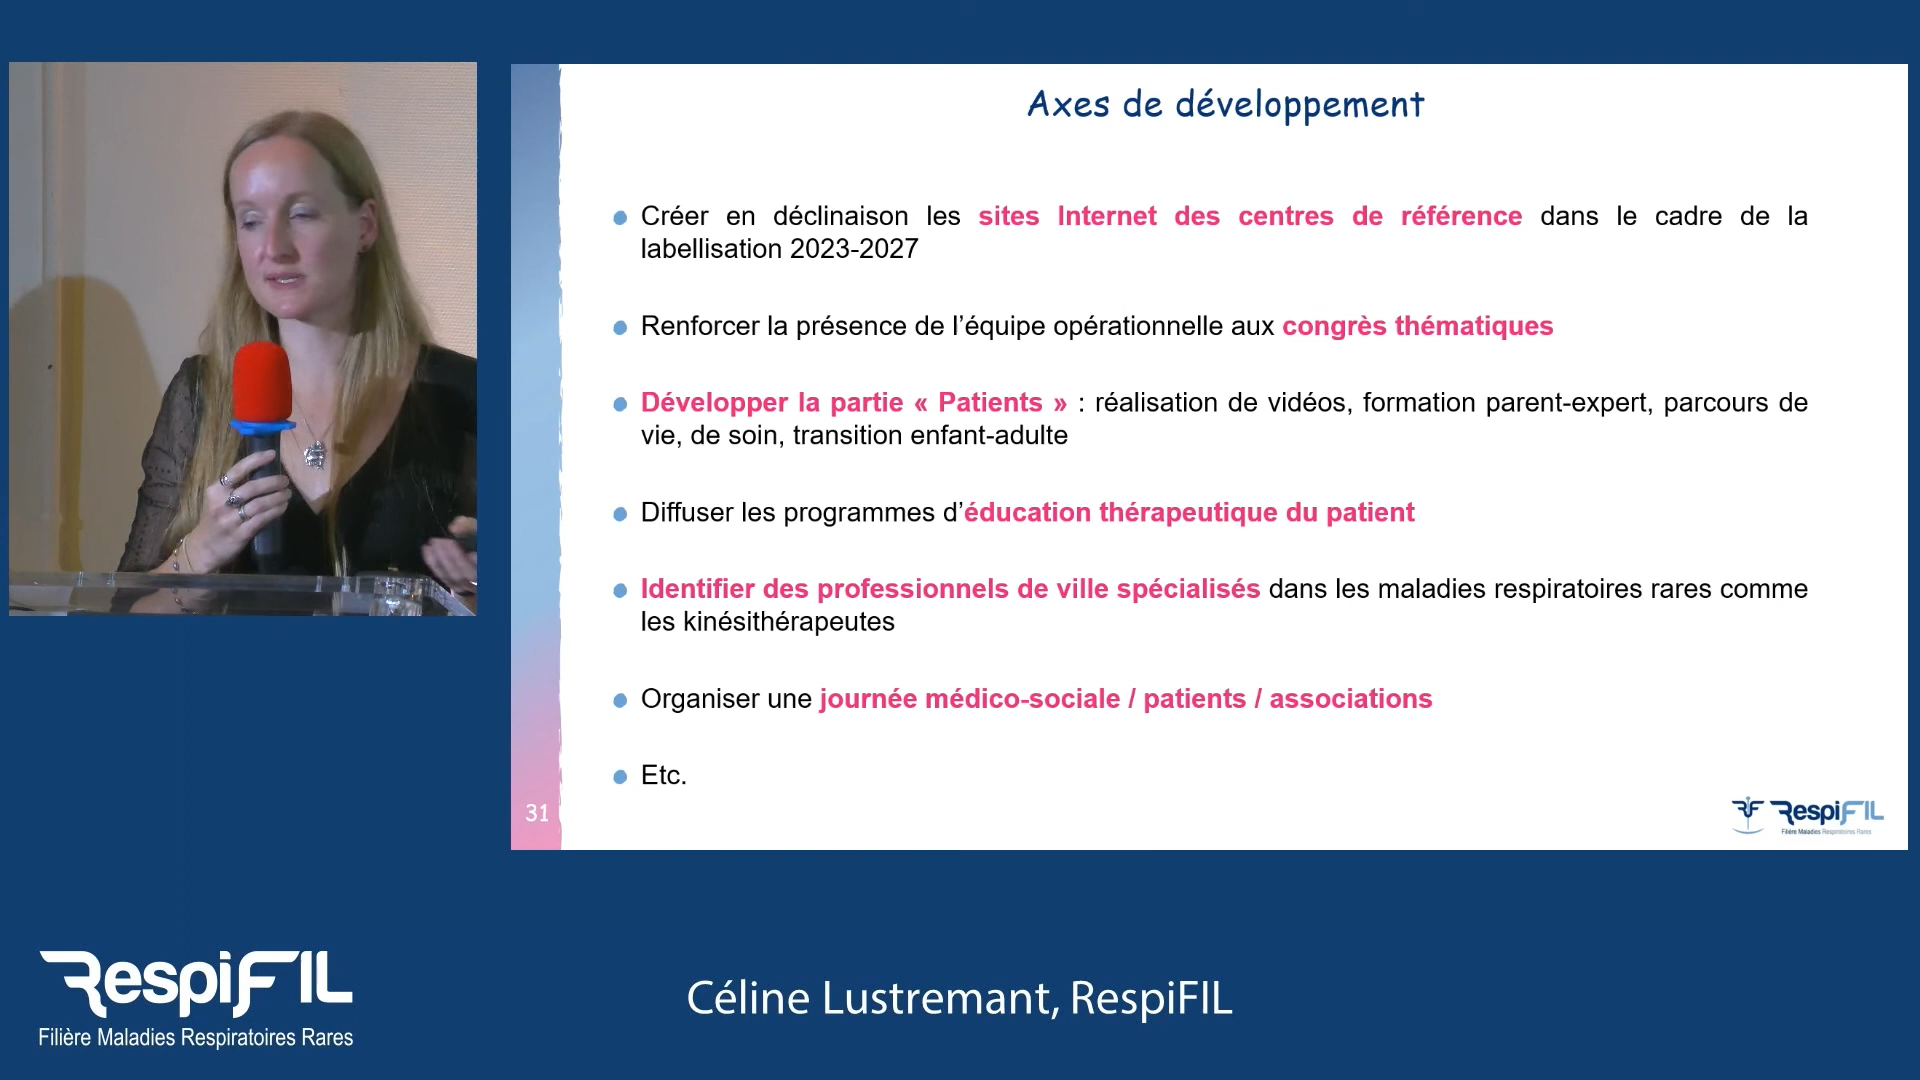 Axes de développement
Créer en déclinaison les sites Internet des centres de référence dans le cadre de la
labellisation 2023-2027
Renforcer la présence de l’équipe opérationnelle aux congrès thématiques
Développer la partie « Patients » : réalisation de vidéos, formation parent-expert, parcours de
vie, de soin, transition enfant-adulte
Diffuser les programmes d’éducation thérapeutique du patient
Identifier des professionnels de ville spécialisés dans les maladies respiratoires rares comme
les kinésithérapeutes
Organiser une journée médico-sociale / patients / associations
Etc.
31
RespiFIL
Filière Maladies Respiratoires Rares
RespiFIL
Filière Maladies Respiratoires Rares
Céline Lustremant, RespiFIL